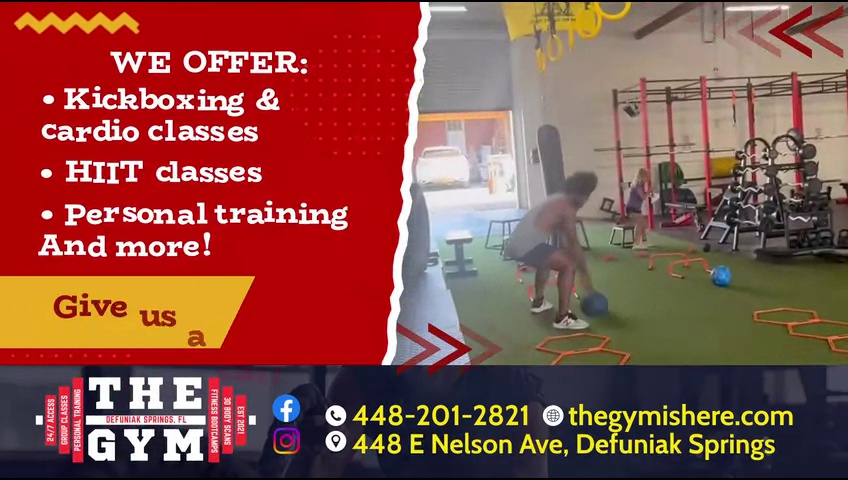 WE OFFER:
• Kickboxing &
cardio classes
• HIIT classes
• Personal training
And more!
Give us a
24/7 ACCESS
GROUP CLASSES
PERSONAL TRAINING
THE
DEFUNIAK SPRINGS, FL
GYM
FITNESS BOOTCAMPS
3D BODY SCANS
EST 2021
448-201-2821
thegymishere.com
448 E Nelson Ave, Defuniak Springs